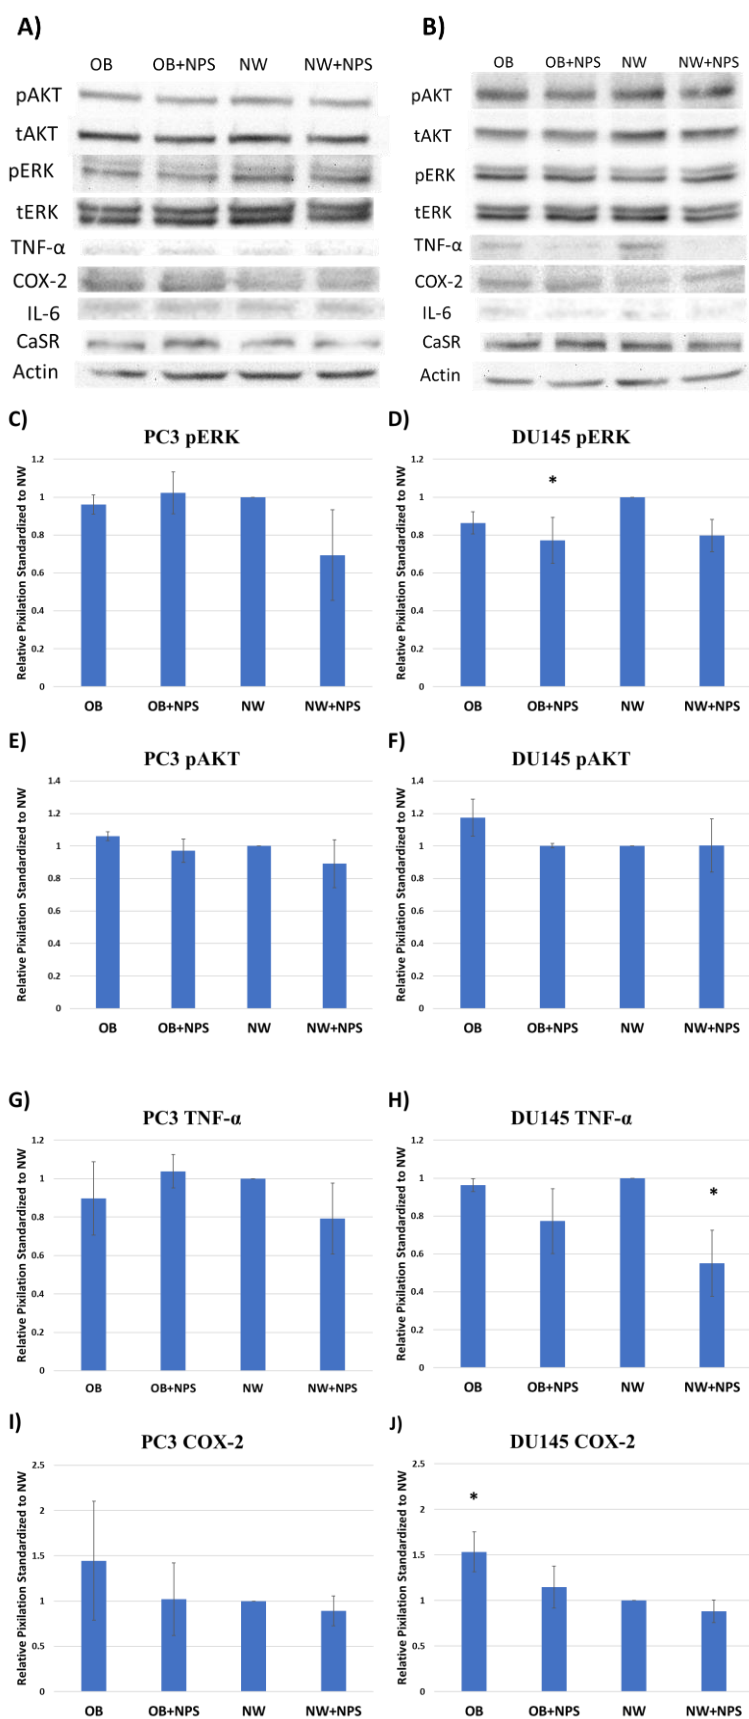 A)
OB OB+NPS NW NW+NPS
pAKT
tAKT
pERK
tERK
TNF-α
COX-2
IL-6
CaSR
Actin
B)
OB OB+NPS NW NW+NPS
pAKT
tAKT
pERK
tERK
TNF-α
COX-2
IL-6
CaSR
Actin
C)
PC3 pERK
Relative Pixilation Standardized to NW
1.2
1
0.8
0.6
0.4
0.2
0
OB OB+NPS NW NW+NPS
D)
DU145 pERK
Relative Pixilation Standardized to NW
1.2
1
0.8
0.6
0.4
0.2
0
*
OB OB+NPS NW NW+NPS
E)
PC3 pAKT
Relative Pixilation Standardized to NW
1.4
1.2
1
0.8
0.6
0.4
0.2
0
OB OB+NPS NW NW+NPS
F)
DU145 pAKT
Relative Pixilation Standardized to NW
1.4
1.2
1
0.8
0.6
0.4
0.2
0
OB OB+NPS NW NW+NPS
G)
PC3 TNF-α
Relative Pixilation Standardized to NW
1.2
1
0.8
0.6
0.4
0.2
0
OB OB+NPS NW NW+NPS
H)
DU145 TNF-α
Relative Pixilation Standardized to NW
1.2
1
0.8
0.6
0.4
0.2
0
*
OB OB+NPS NW NW+NPS
I)
PC3 COX-2
Relative Pixilation Standardized to NW
2.5
2
1.5
1
0.5
0
OB OB+NPS NW NW+NPS
J)
DU145 COX-2
Relative Pixilation Standardized to NW
2.5
2
1.5
1
0.5
0
*
OB OB+NPS NW NW+NPS